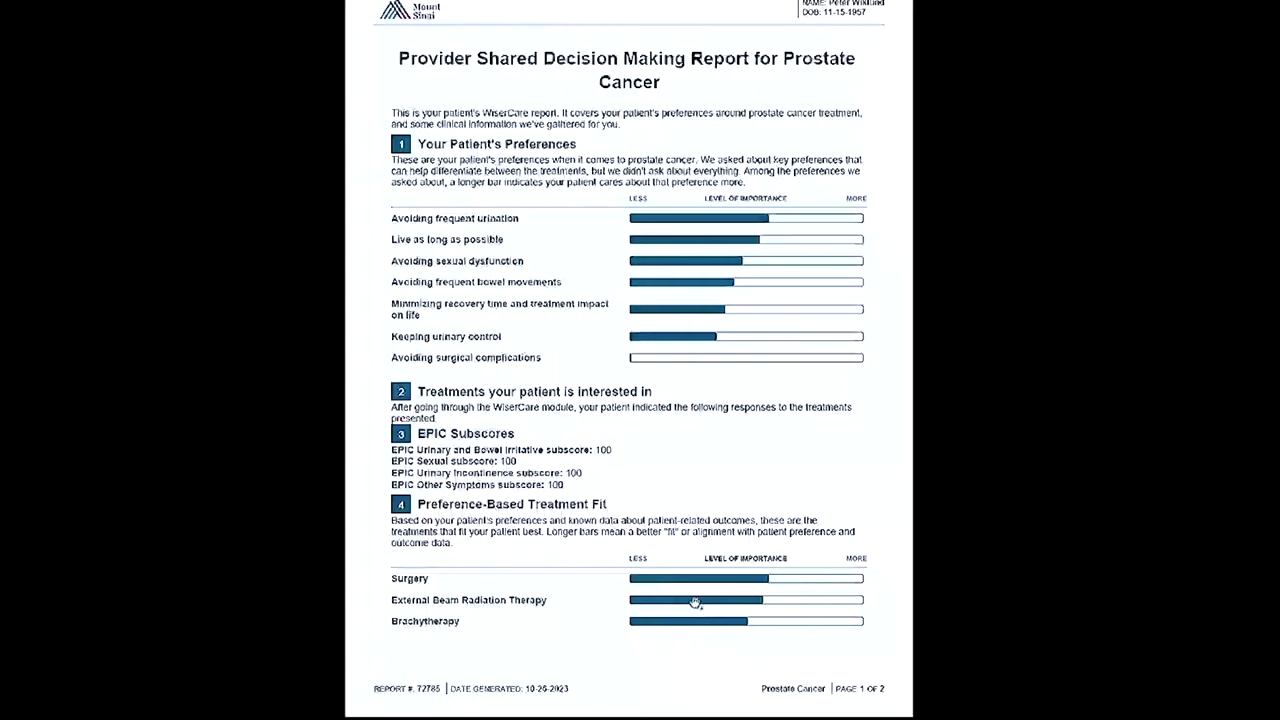 Mount
Sinai
NAME: Peter Wiklund
DOB: 11-15-1957
Provider Shared Decision Making Report for Prostate
Cancer
This is your patient's WiserCare report. It covers your patient's preferences around prostate cancer treatment,
and some clinical information we've gathered for you.
1 Your Patient's Preferences
These are your patient's preferences when it comes to prostate cancer. We asked about key preferences that
can help differentiate between the treatments, but we didn't ask about everything. Among the preferences we
asked about, a longer bar indicates your patient cares about that preference more.
LESS LEVEL OF IMPORTANCE MORE
Avoiding frequent urination
Live as long as possible
Avoiding sexual dysfunction
Avoiding frequent bowel movements
Minimizing recovery time and treatment impact
on life
Keeping urinary control
Avoiding surgical complications
2 Treatments your patient is interested in
After going through the WiserCare module, your patient indicated the following responses to the treatments
presented.
3 EPIC Subscores
EPIC Urinary and Bowel Irritative subscore: 100
EPIC Sexual subscore: 100
EPIC Urinary Incontinence subscore: 100
EPIC Other Symptoms subscore: 100
4 Preference-Based Treatment Fit
Based on your patient's preferences and known data about patient-related outcomes, these are the
treatments that fit your patient best. Longer bars mean a better "fit" or alignment with patient preference and
outcome data.
LESS LEVEL OF IMPORTANCE MORE
Surgery
External Beam Radiation Therapy
Brachytherapy
REPORT #: 72785 | DATE GENERATED: 10-26-2023
Prostate Cancer | PAGE 1 OF 2